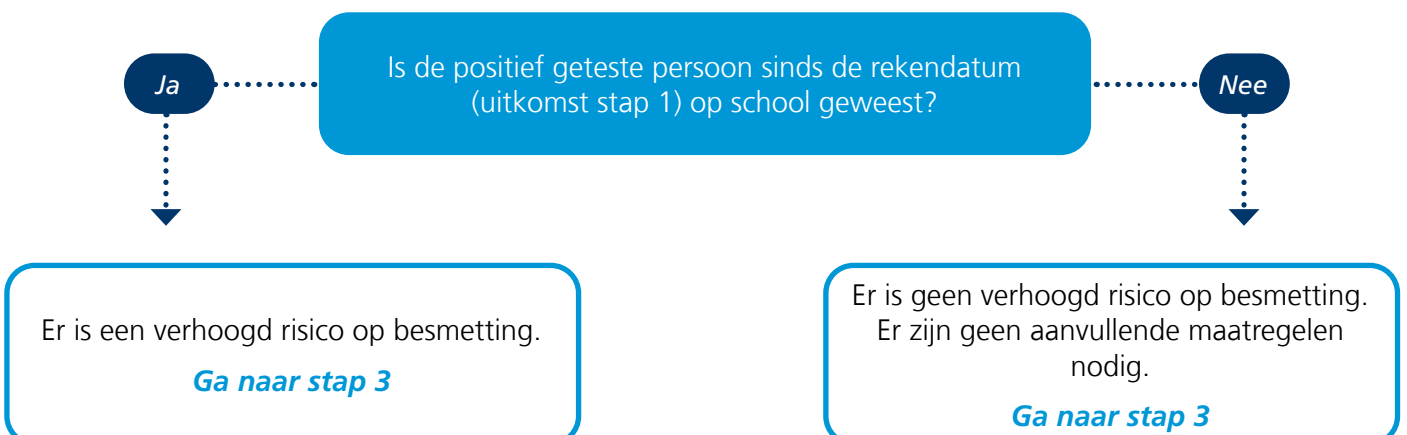 Is de positief geteste persoon sinds de rekendatum
(uitkomst stap 1) op school geweest?
Ja
Nee
Er is een verhoogd risico op besmetting.
Ga naar stap 3
Er is geen verhoogd risico op besmetting.
Er zijn geen aanvullende maatregelen
nodig.
Ga naar stap 3